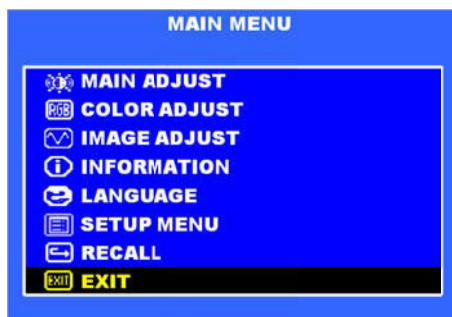 MAIN MENU
MAIN ADJUST
RGB COLOR ADJUST
IMAGE ADJUST
INFORMATION
LANGUAGE
SETUP MENU
RECALL
EXIT EXIT